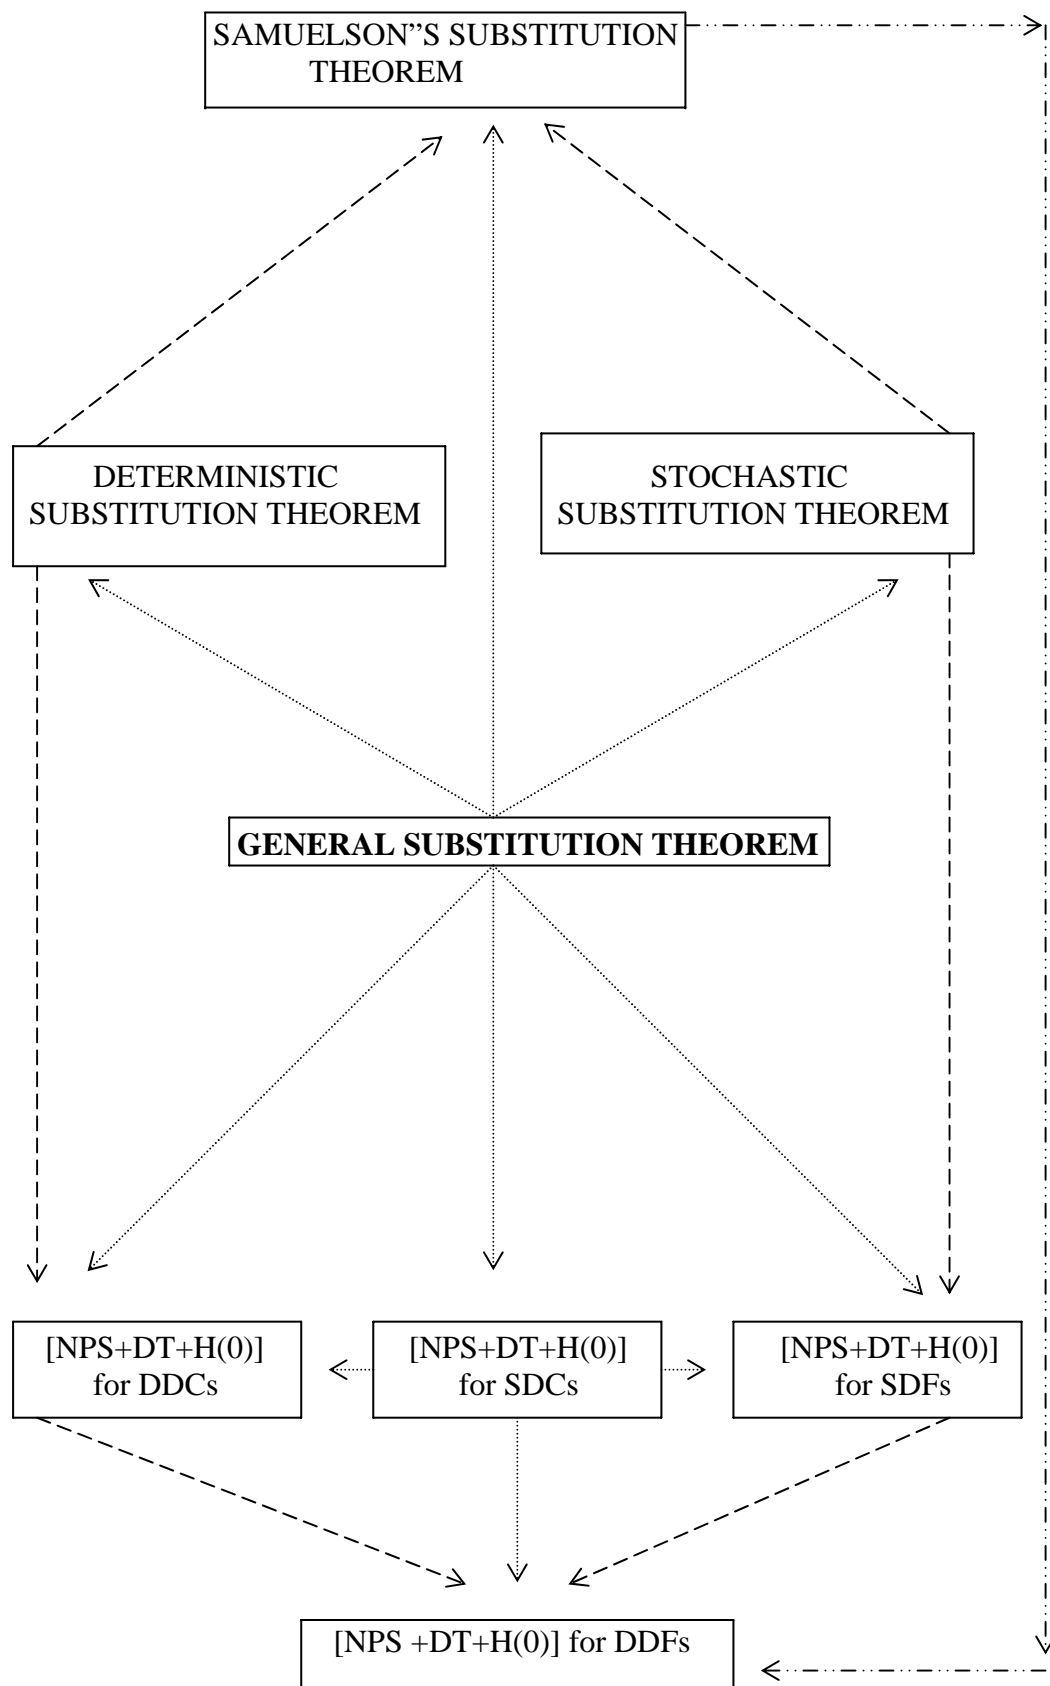 SAMUELSON”S SUBSTITUTION
THEOREM
DETERMINISTIC
SUBSTITUTION THEOREM
STOCHASTIC
SUBSTITUTION THEOREM
GENERAL SUBSTITUTION THEOREM
[NPS+DT+H(0)]
for DDCs
[NPS+DT+H(0)]
for SDCs
[NPS+DT+H(0)]
for SDFs
[NPS +DT+H(0)] for DDFs